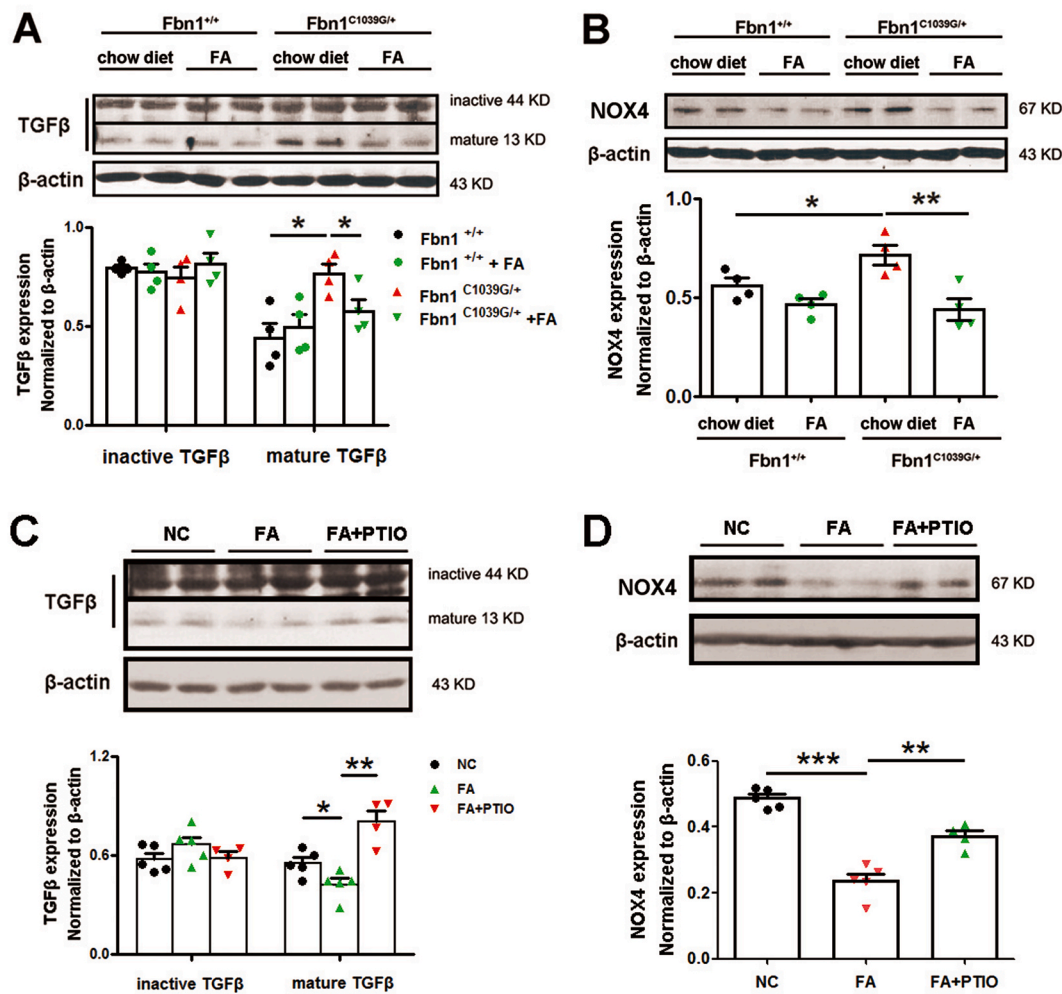 A
Fbn1+/+ Fbn1C1039G/+
chow diet FA chow diet FA
TGFβ
inactive 44 KD
mature 13 KD
β-actin
43 KD
TGFβ expression
Normalized to β-actin
1.0
0.5
0.0
inactive TGFβ mature TGFβ
* *
Fbn1 +/+
Fbn1 +/+ + FA
Fbn1 C1039G/+
Fbn1 C1039G/+ +FA
B
Fbn1+/+ Fbn1C1039G/+
chow diet FA chow diet FA
NOX4
67 KD
β-actin
43 KD
NOX4 expression
Normalized to β-actin
1.0
0.5
0.0
* **
chow diet FA chow diet FA
Fbn1+/+ Fbn1C1039G/+
C
NC FA FA+PTIO
TGFβ
inactive 44 KD
mature 13 KD
β-actin
43 KD
TGFβ expression
Normalized to β-actin
1.2
0.6
0.0
* **
inactive TGFβ mature TGFβ
NC
FA
FA+PTIO
D
NC FA FA+PTIO
NOX4
67 KD
β-actin
43 KD
NOX4 expression
Normalized to β-actin
0.6
0.4
0.2
0.0
*** **
NC FA FA+PTIO